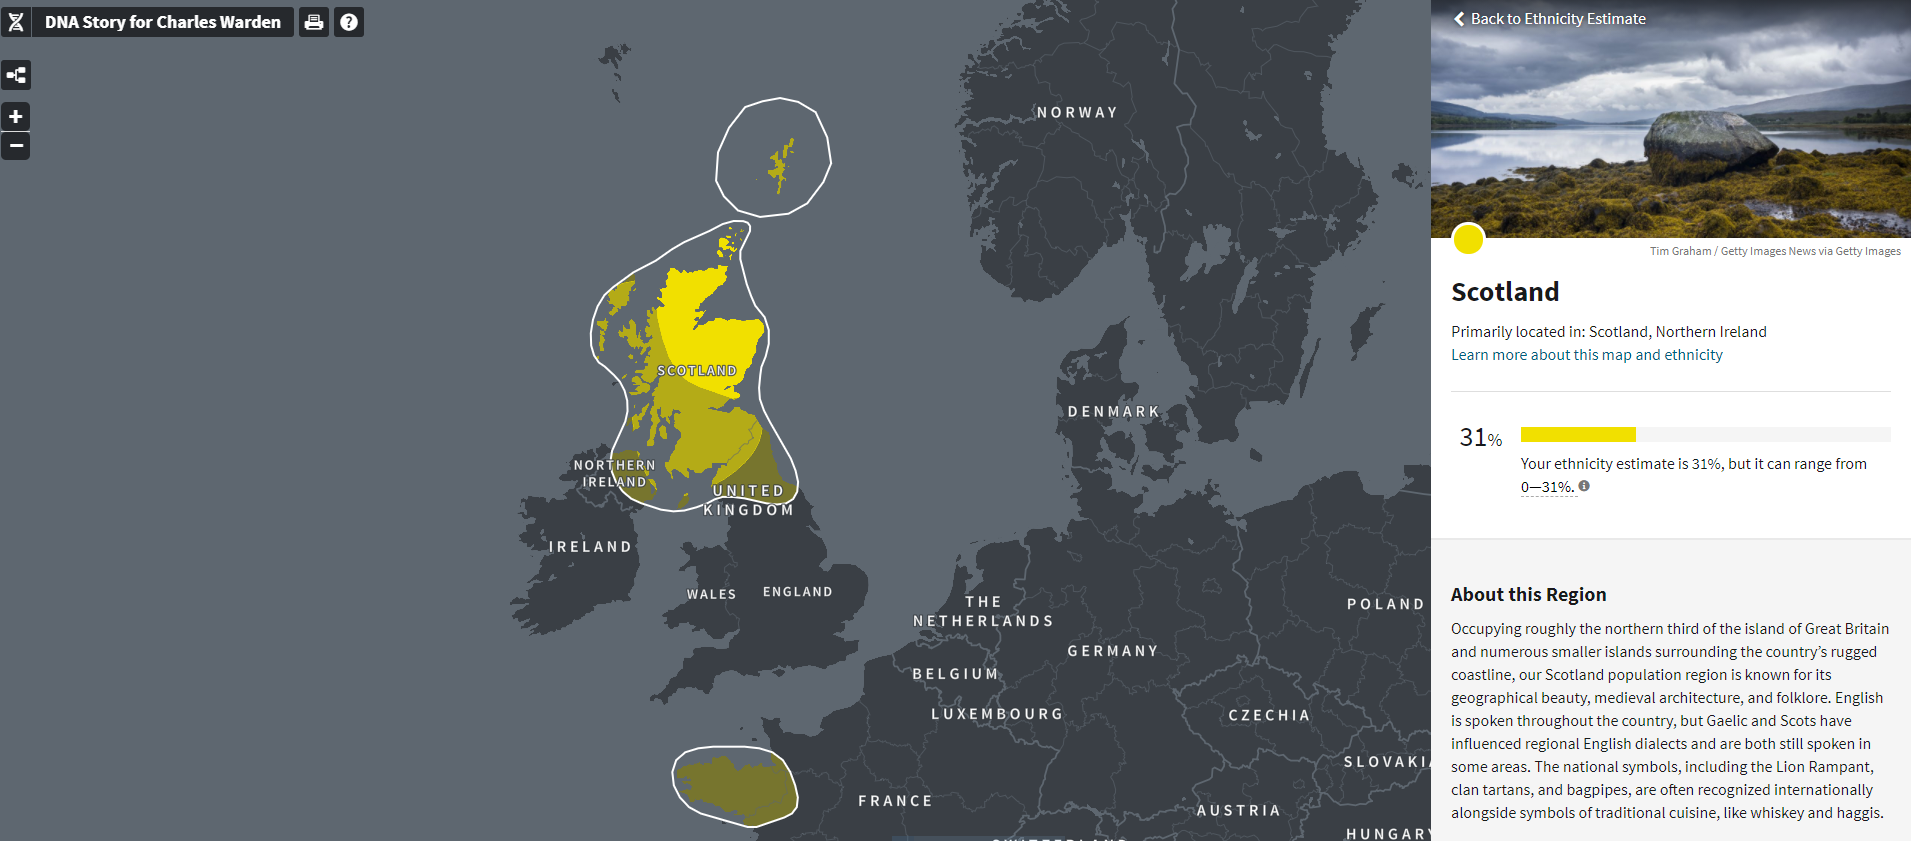 DNA Story for Charles Warden
?
+
−
NORWAY
SCOTLAND
DENMARK
NORTHERN
IRELAND
UNITED
KINGDOM
IRELAND
WALES
ENGLAND
THE
NETHERLANDS
POLAND
GERMANY
BELGIUM
LUXEMBOURG
CZECHIA
SLOVAKIA
FRANCE
AUSTRIA
HUNGARY
SWITZERLAND
Back to Ethnicity Estimate
Tim Graham / Getty Images News via Getty Images
Scotland
Primarily located in: Scotland, Northern Ireland
Learn more about this map and ethnicity
31%
Your ethnicity estimate is 31%, but it can range from
0—31%. i
About this Region
Occupying roughly the northern third of the island of Great Britain
and numerous smaller islands surrounding the country’s rugged
coastline, our Scotland population region is known for its
geographical beauty, medieval architecture, and folklore. English
is spoken throughout the country, but Gaelic and Scots have
influenced regional English dialects and are both still spoken in
some areas. The national symbols, including the Lion Rampant,
clan tartans, and bagpipes, are often recognized internationally
alongside symbols of traditional cuisine, like whiskey and haggis.